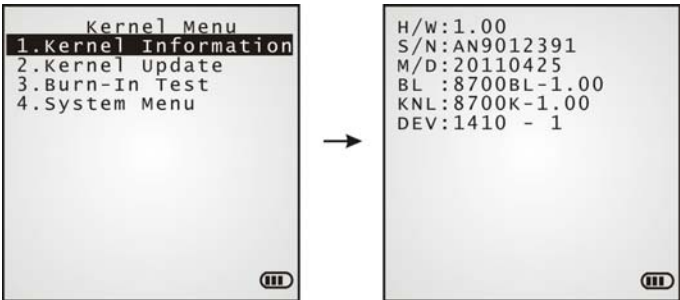 Kernel Menu
1.Kernel Information
2.Kernel Update
3.Burn-In Test
4.System Menu
H/W:1.00
S/N:AN9012391
M/D:20110425
BL :8700BL-1.00
KNL:8700K-1.00
DEV:1410 - 1